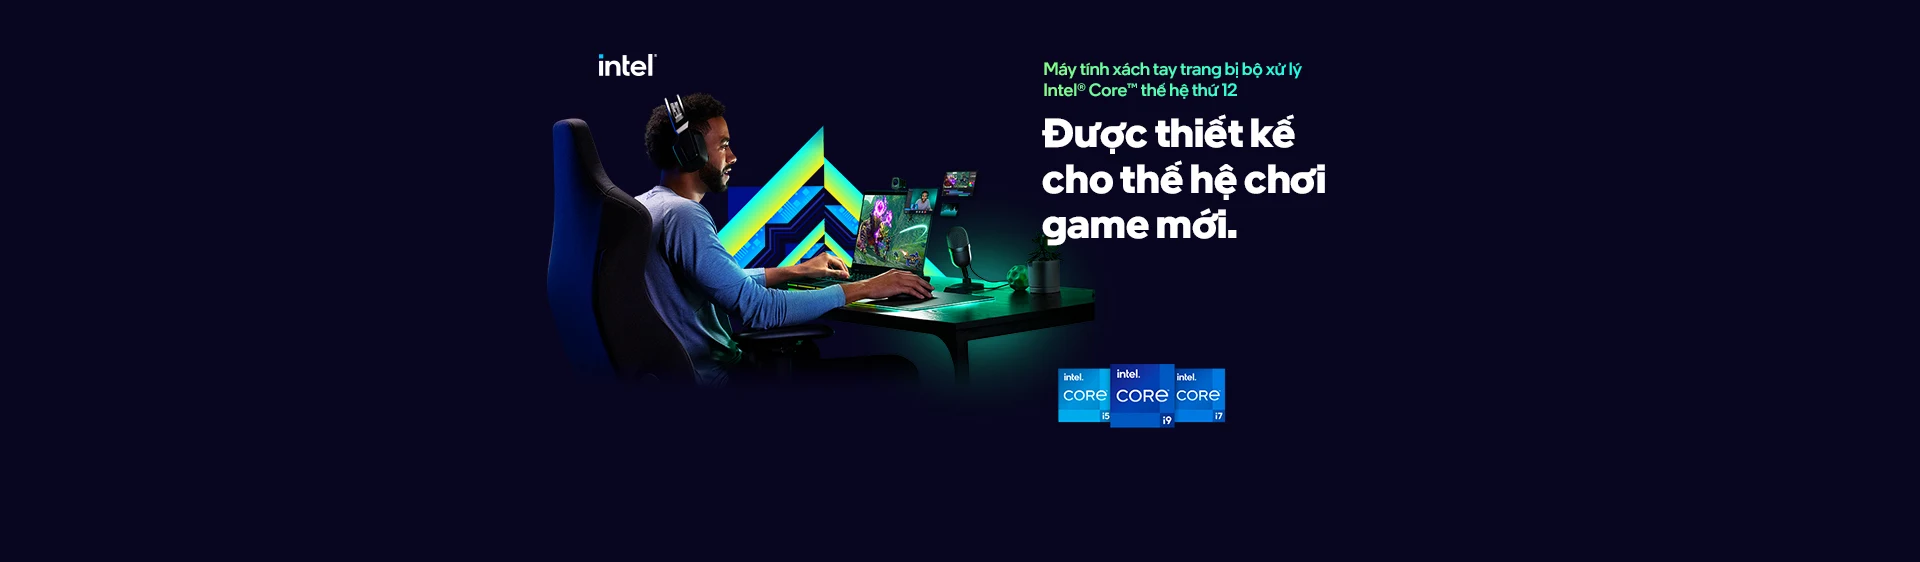 intel
Máy tính xách tay trang bị bộ xử lý
Intel® Core™ thế hệ thứ 12
Được thiết kế
cho thế hệ chơi
game mới.
intel.
CORE
i5
intel.
CORE
i9
intel.
CORE
i7